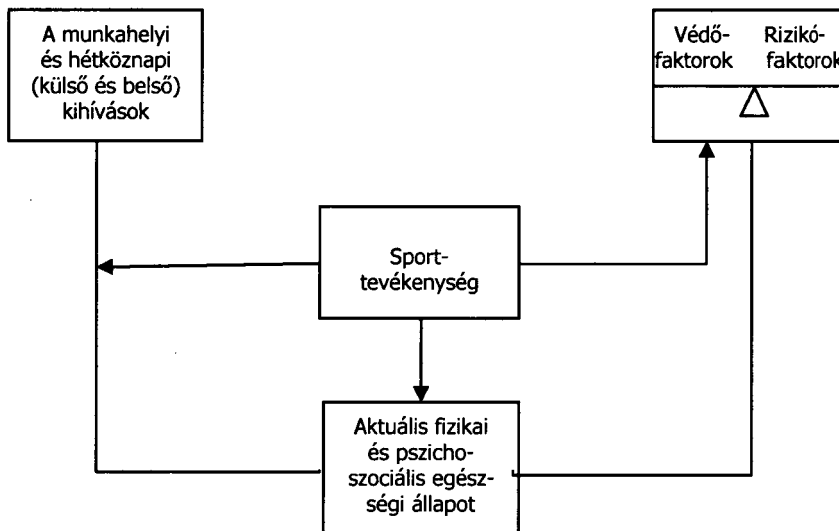 A munkahelyi
és hétköznapi
(külső és belső)
kihívások
Védő-
faktorok
Rizikó-
faktorok
Sport-
tevékenység
Aktuális fizikai
és pszicho-
szociális egész-
ségi állapot